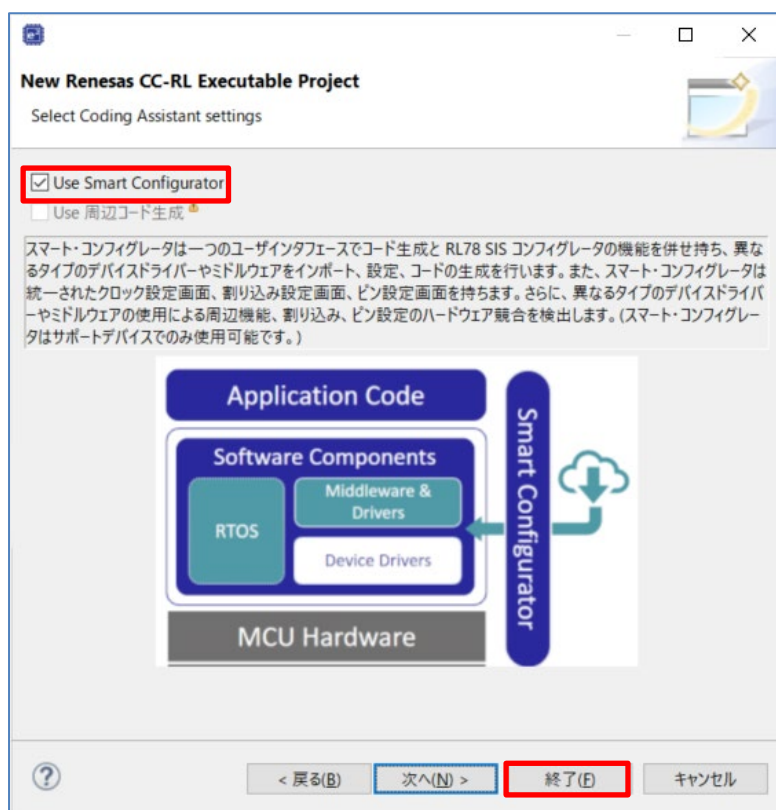 New Renesas CC-RL Executable Project
Select Coding Assistant settings
Use Smart Configurator
Use 周辺コード生成
スマート・コンフィグレータは一つのユーザインタフェースでコード生成と RL78 SIS コンフィグレータの機能を併せ持ち、異な
るタイプのデバイスドライバーやミドルウェアをインポート、設定、コードの生成を行います。また、スマート・コンフィグレータは
統一されたクロック設定画面、割り込み設定画面、ピン設定画面を持ちます。さらに、異なるタイプのデバイスドライバ
ーやミドルウェアの使用による周辺機能、割り込み、ピン設定のハードウェア競合を検出します。(スマート・コンフィグレー
タはサポートデバイスでのみ使用可能です。)
Application Code
Software Components
RTOS
Middleware &
Drivers
Device Drivers
Smart Configurator
MCU Hardware
?
< 戻る(B)
次へ(N) >
終了(F)
キャンセル